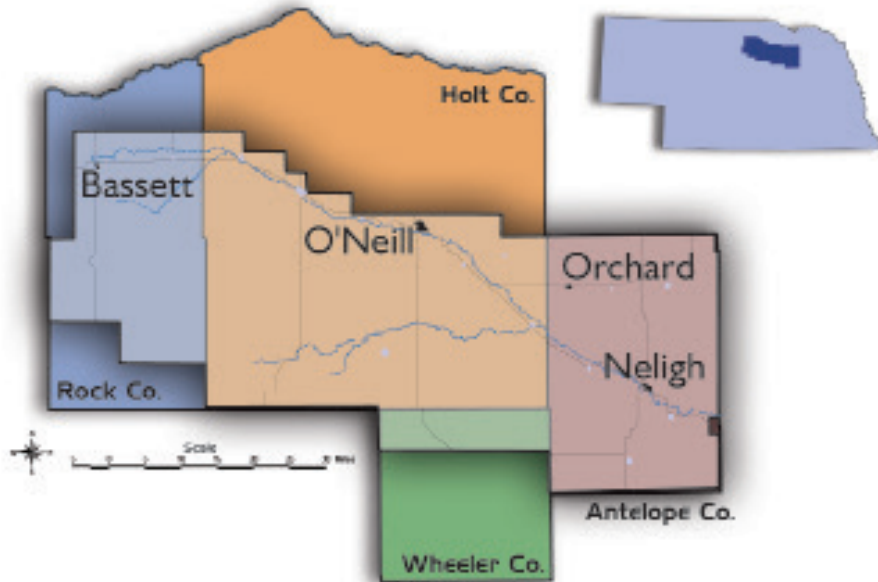 Holt Co.
Bassett
O'Neill
Orchard
Neligh
Rock Co.
Scale
Antelope Co.
Wheeler Co.